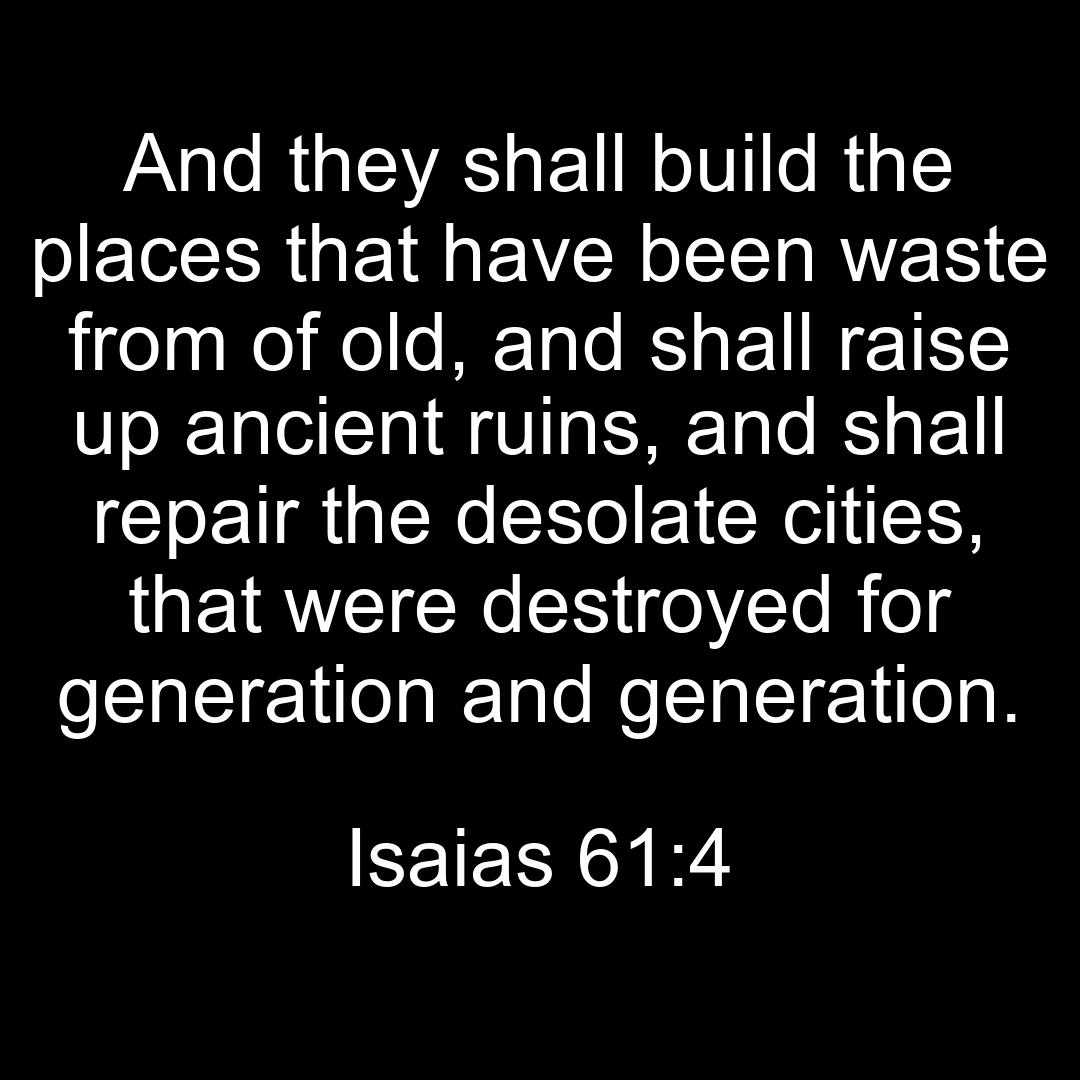 And they shall build the
places that have been waste
from of old, and shall raise
up ancient ruins, and shall
repair the desolate cities,
that were destroyed for
generation and generation.
Isaias 61:4